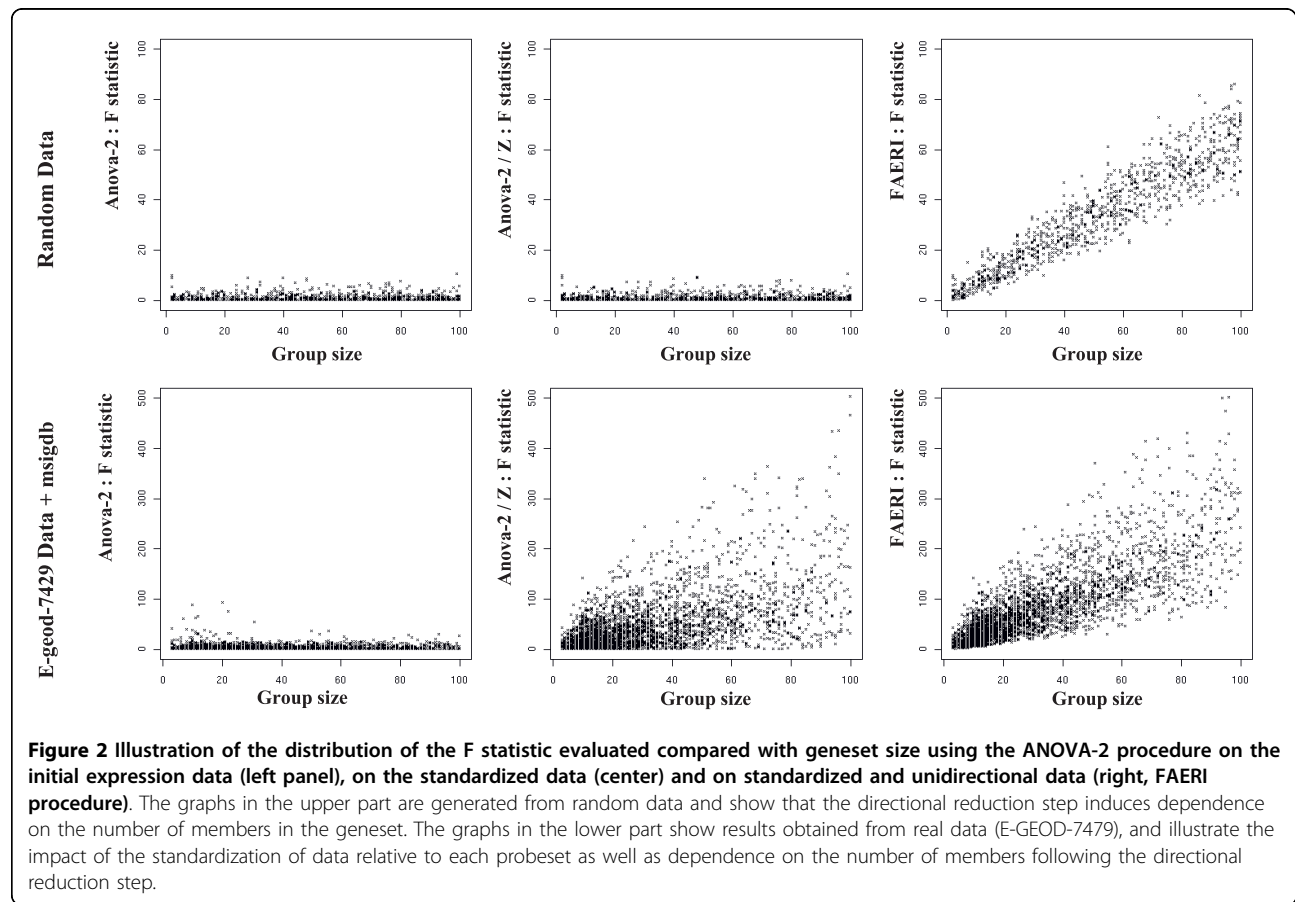 Random Data
Anova-2 : F statistic
100
80
60
40
20
0
0 20 40 60 80 100
Group size
Anova-2 / Z : F statistic
100
80
60
40
20
0
0 20 40 60 80 100
Group size
FAERI : F statistic
100
80
60
40
20
0
0 20 40 60 80 100
Group size
E-geod-7429 Data + msigdb
Anova-2 : F statistic
500
400
300
200
100
0
0 20 40 60 80 100
Group size
Anova-2 / Z : F statistic
500
400
300
200
100
0
0 20 40 60 80 100
Group size
FAERI : F statistic
500
400
300
200
100
0
0 20 40 60 80 100
Group size
Figure 2 Illustration of the distribution of the F statistic evaluated compared with geneset size using the ANOVA-2 procedure on the
initial expression data (left panel), on the standardized data (center) and on standardized and unidirectional data (right, FAERI
procedure). The graphs in the upper part are generated from random data and show that the directional reduction step induces dependence
on the number of members in the geneset. The graphs in the lower part show results obtained from real data (E-GEOD-7479), and illustrate the
impact of the standardization of data relative to each probeset as well as dependence on the number of members following the directional
reduction step.